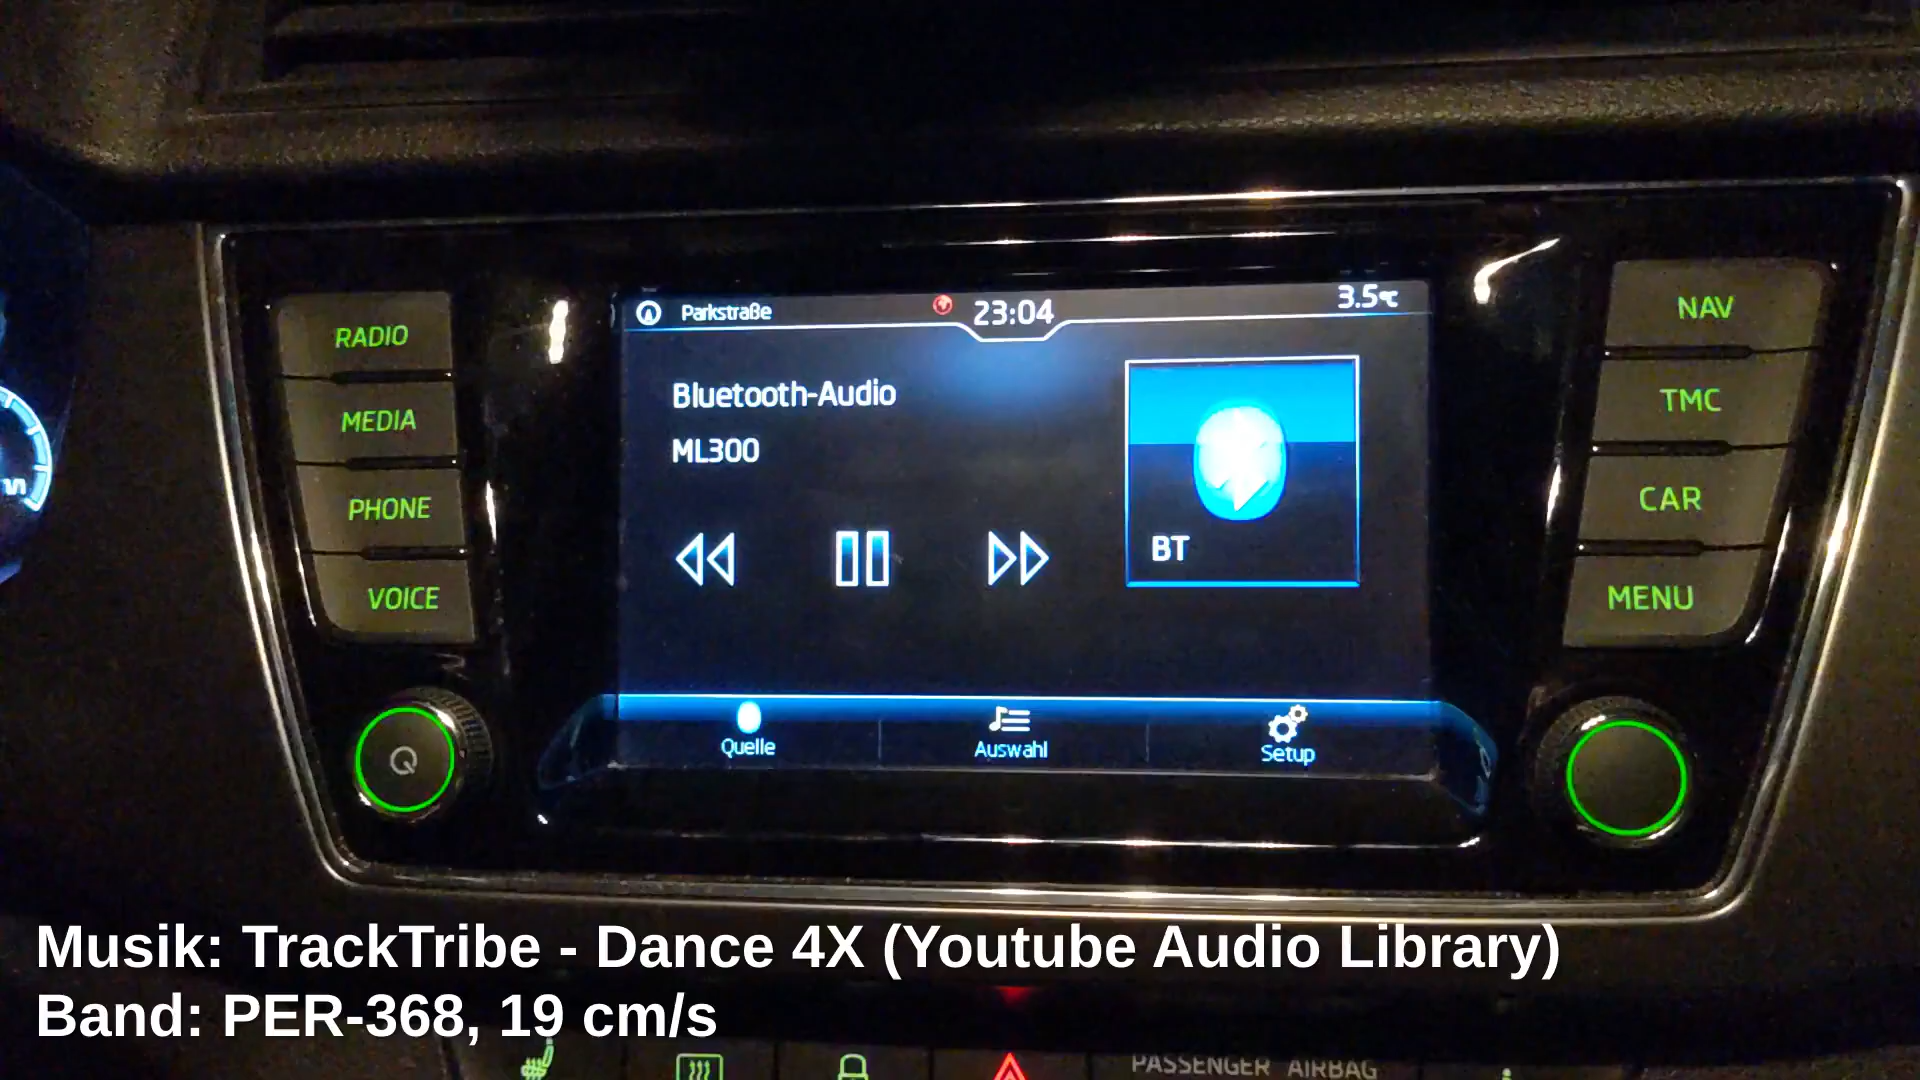 Parkstraße
23:04
3.5°C
RADIO
MEDIA
PHONE
VOICE
Bluetooth-Audio
ML300
BT
Quelle
Auswahl
Setup
NAV
TMC
CAR
MENU
Musik: TrackTribe - Dance 4X (Youtube Audio Library)
Band: PER-368, 19 cm/s
PASSENGER AIRBAG